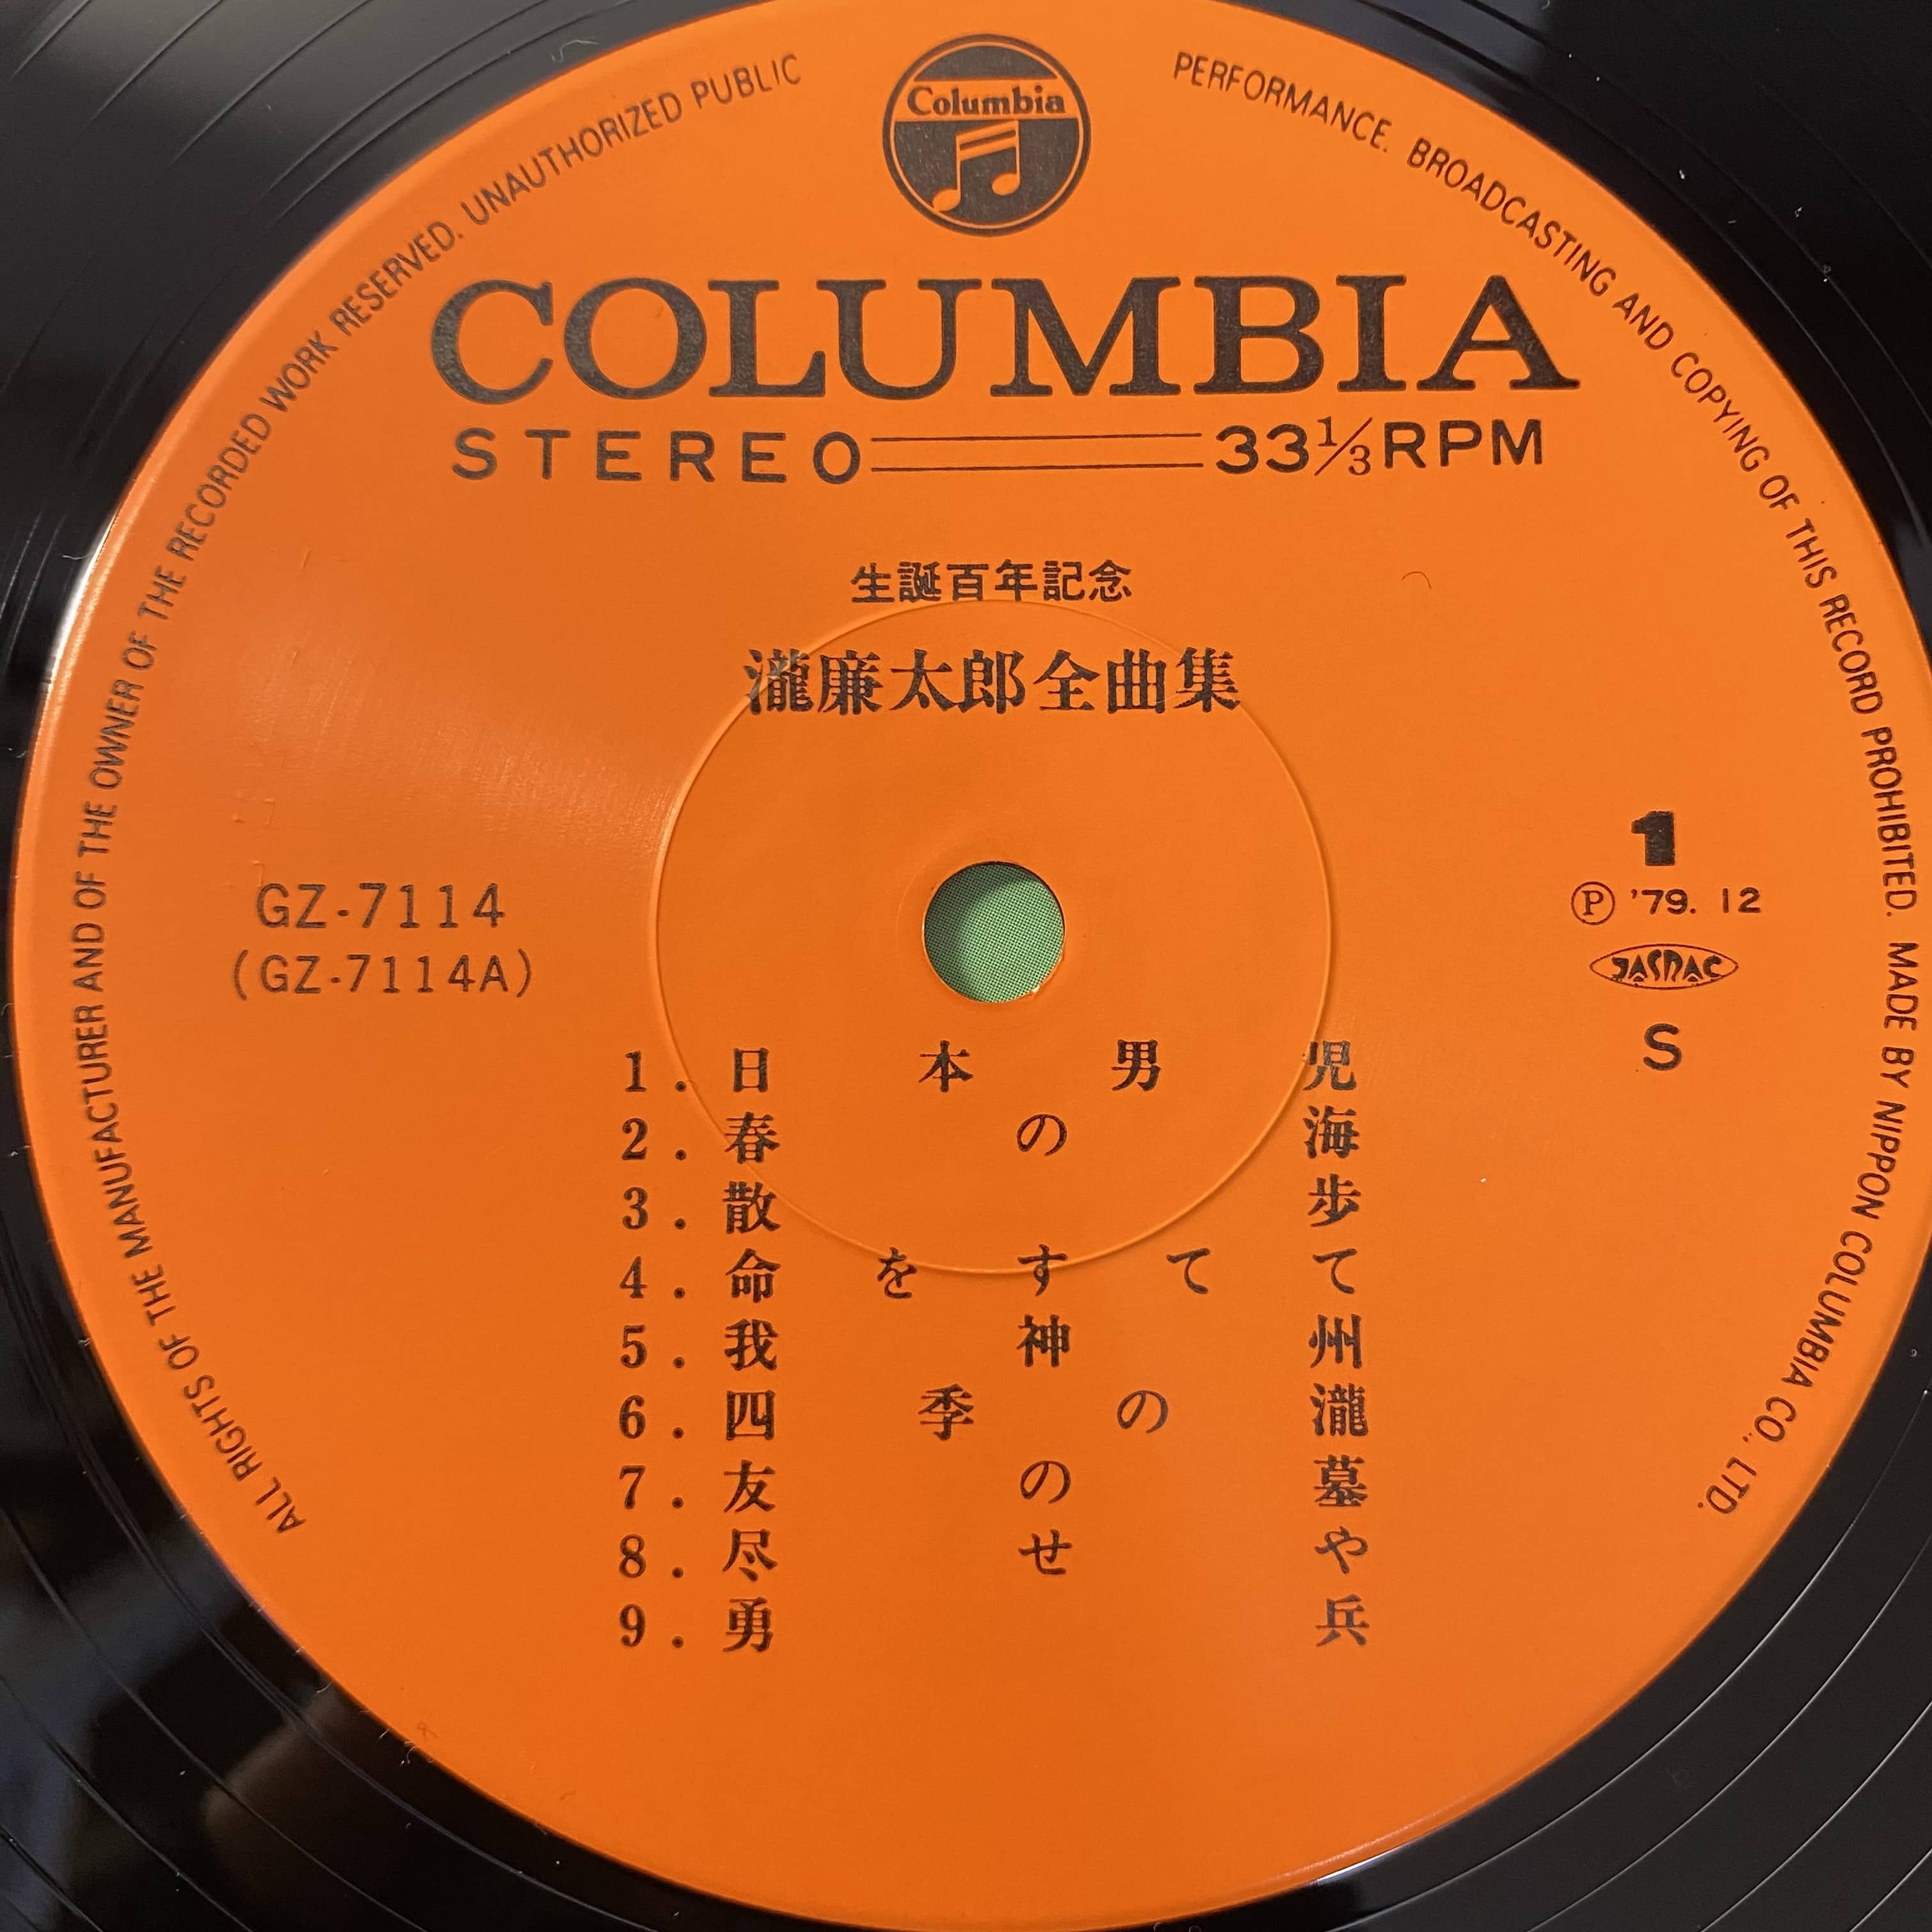 Columbia
COLUMBIA
STEREO 33⅓RPM
生誕百年記念
瀧廉太郎全曲集
GZ-7114
(GZ-7114A)
1
Ⓟ '79. 12
JASRAC
S
1. 日本男児
2. 春の海
3. 散歩
4. 命をすてて
5. 我神州
6. 四季の瀧
7. 友の墓
8. 尽せや
9. 勇兵
ALL RIGHTS OF THE MANUFACTURER AND OF THE OWNER OF THE RECORDED WORK RESERVED. UNAUTHORIZED PUBLIC PERFORMANCE. BROADCASTING AND COPYING OF THIS RECORD PROHIBITED. MADE BY NIPPON COLUMBIA CO., LTD.